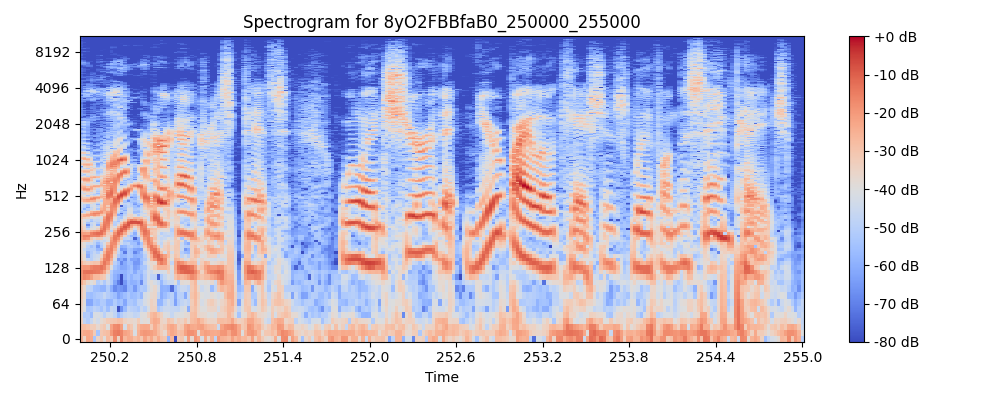 Spectrogram for 8yO2FBBfaB0_250000_255000
Hz
8192
4096
2048
1024
512
256
128
64
0
250.2 250.8 251.4 252.0 252.6 253.2 253.8 254.4 255.0
Time
+0 dB
-10 dB
-20 dB
-30 dB
-40 dB
-50 dB
-60 dB
-70 dB
-80 dB